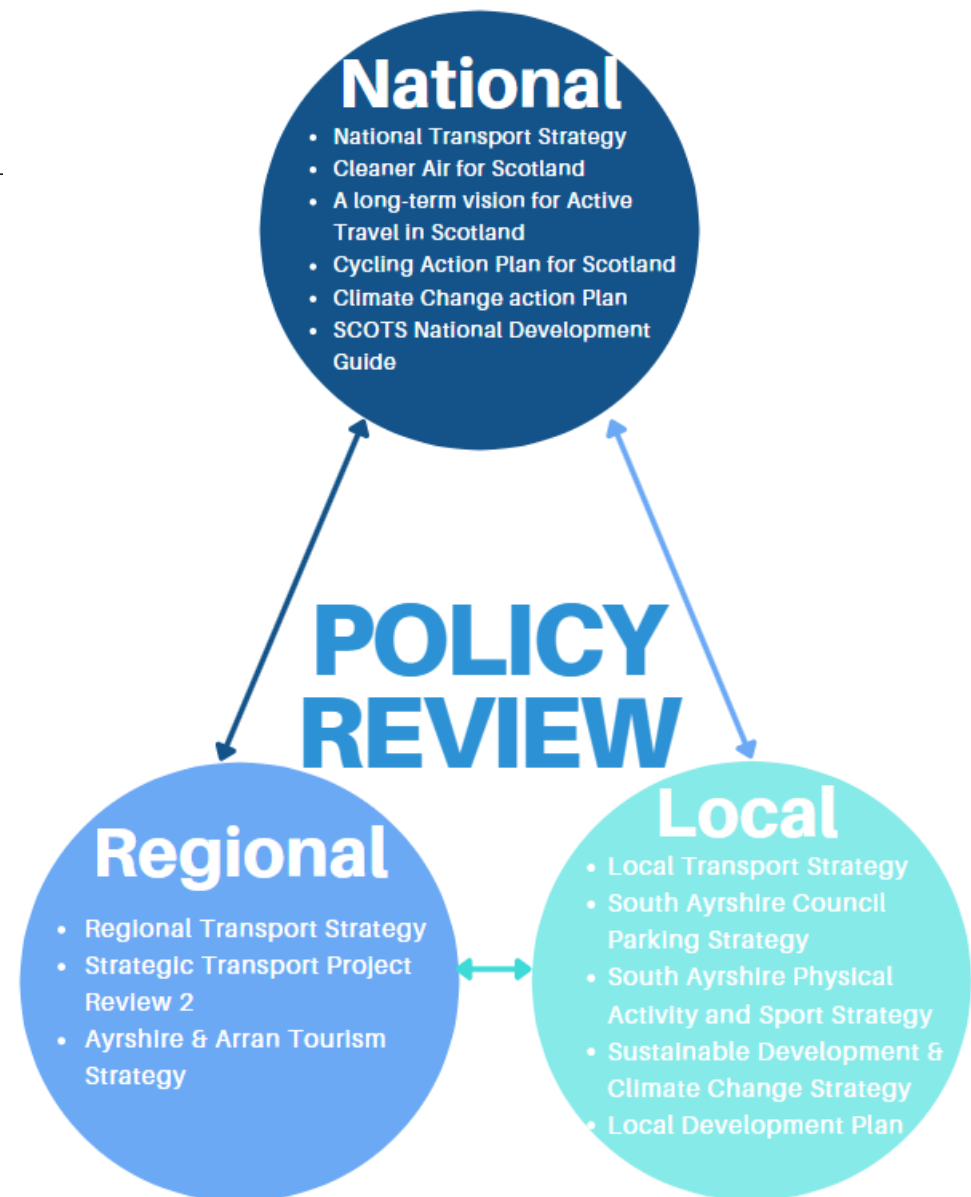 National
• National Transport Strategy
• Cleaner Air for Scotland
• A long-term vision for Active
Travel in Scotland
• Cycling Action Plan for Scotland
• Climate Change action Plan
• SCOTS National Development
Guide
POLICY
REVIEW
Regional
• Regional Transport Strategy
• Strategic Transport Project
Review 2
• Ayrshire & Arran Tourism
Strategy
Local
• Local Transport Strategy
• South Ayrshire Council
Parking Strategy
• South Ayrshire Physical
Activity and Sport Strategy
• Sustainable Development &
Climate Change Strategy
• Local Development Plan